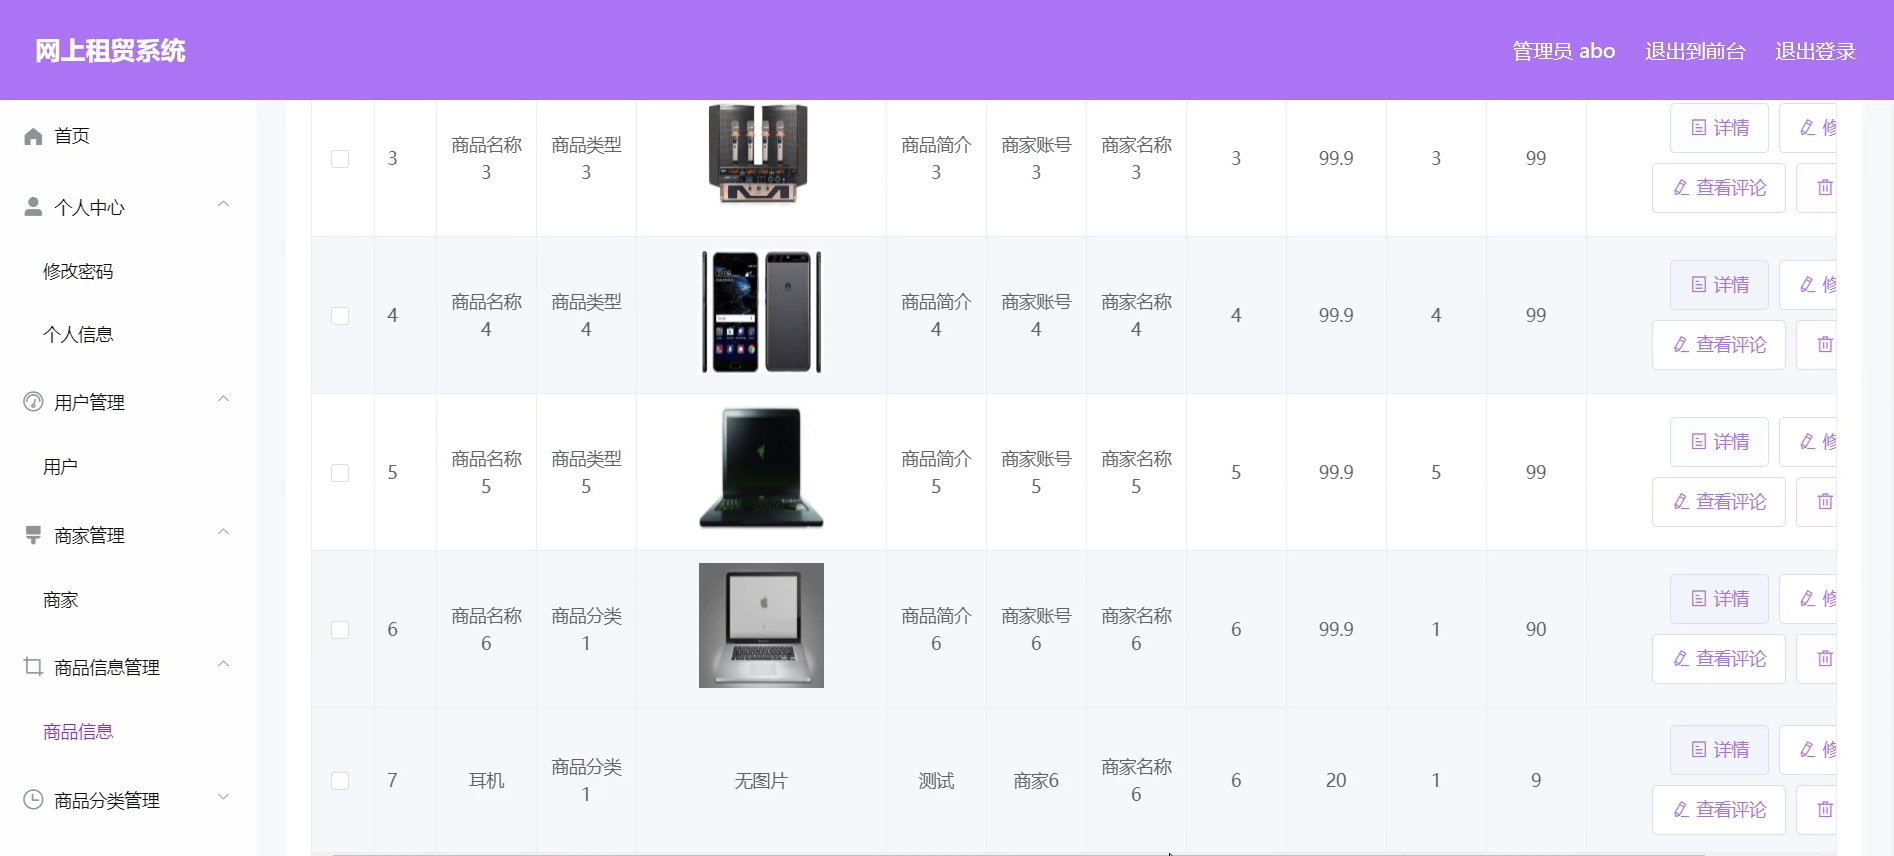 网上租贸系统
管理员 abo
退出到前台
退出登录
首页
个人中心
修改密码
个人信息
用户管理
用户
商家管理
商家
商品信息管理
商品信息
商品分类管理
3
商品名称
3
商品类型
3
商品简介
3
商家账号
3
商家名称
3
3
99.9
3
99
详情
修
查看评论
4
商品名称
4
商品类型
4
商品简介
4
商家账号
4
商家名称
4
4
99.9
4
99
详情
修
查看评论
5
商品名称
5
商品类型
5
商品简介
5
商家账号
5
商家名称
5
5
99.9
5
99
详情
修
查看评论
6
商品名称
6
商品分类
1
商品简介
6
商家账号
6
商家名称
6
6
99.9
1
90
详情
修
查看评论
7
耳机
商品分类
1
无图片
测试
商家6
商家名称
6
6
20
1
9
详情
修
查看评论